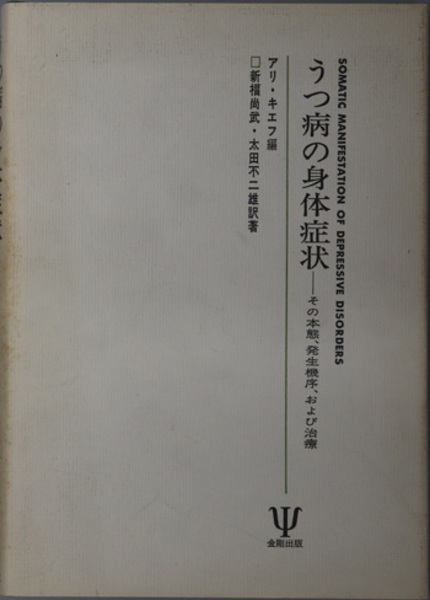 SOMATIC MANIFESTATION OF DEPRESSIVE DISORDERS
うつ病の身体症状——その本態、発生機序、および治療
アリ・キエフ編
□新福尚武・太田不二雄訳著
Ψ
金剛出版